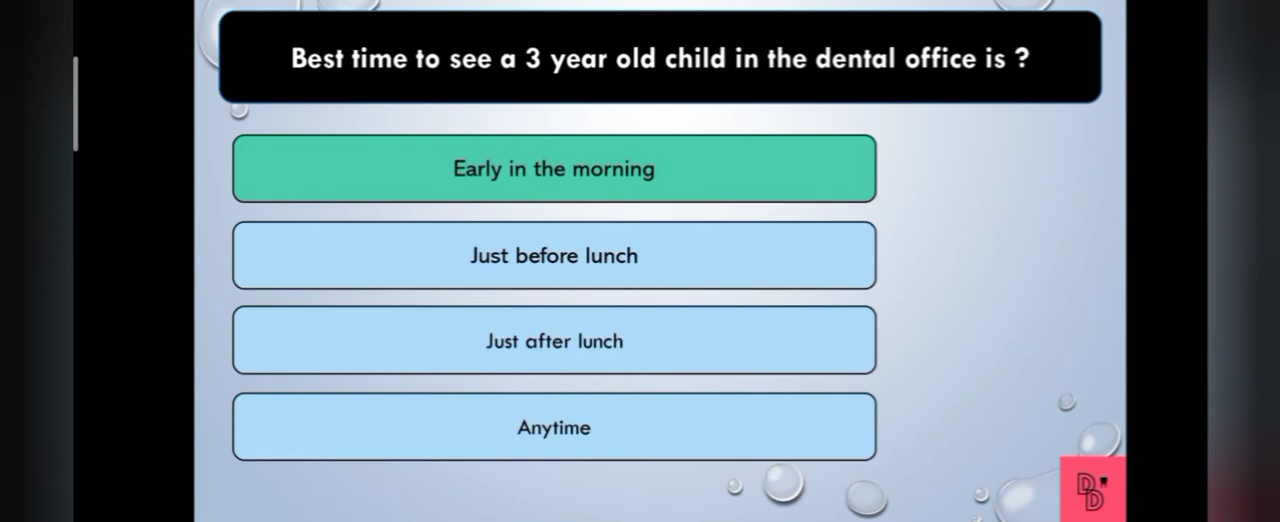 Best time to see a 3 year old child in the dental office is ?
Early in the morning
Just before lunch
Just after lunch
Anytime
DD